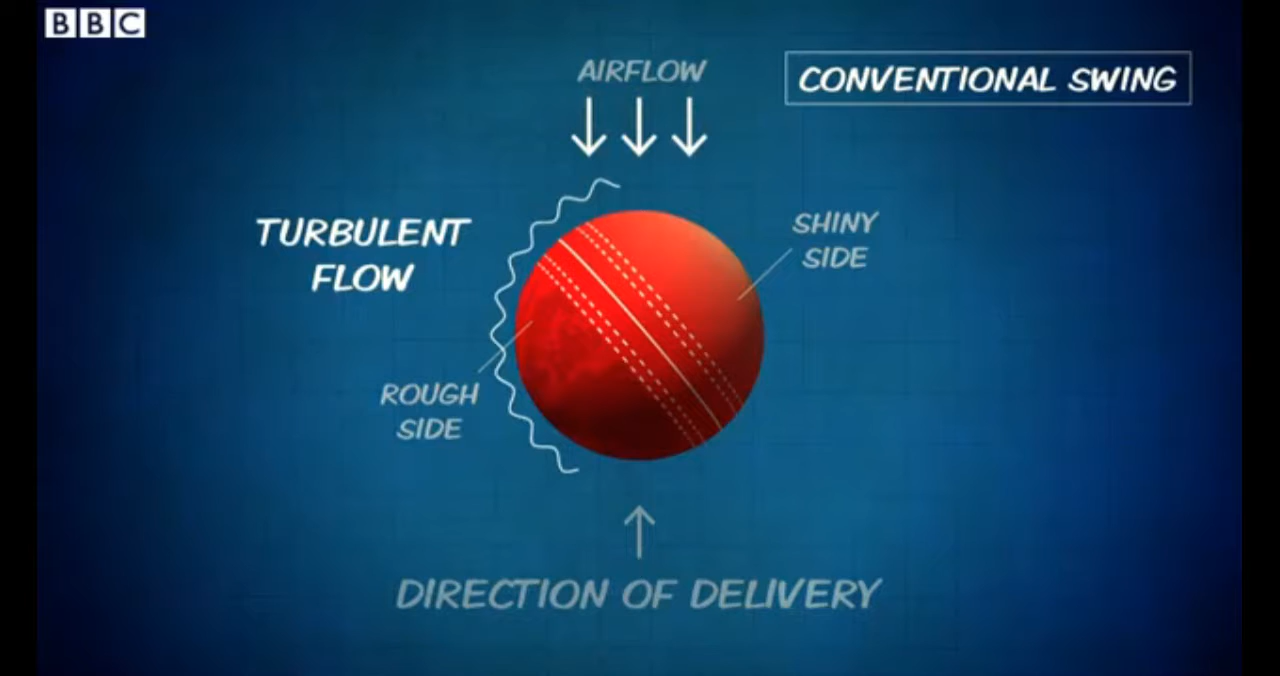 BBC
AIRFLOW
CONVENTIONAL SWING
TURBULENT
FLOW
SHINY
SIDE
ROUGH
SIDE
DIRECTION OF DELIVERY